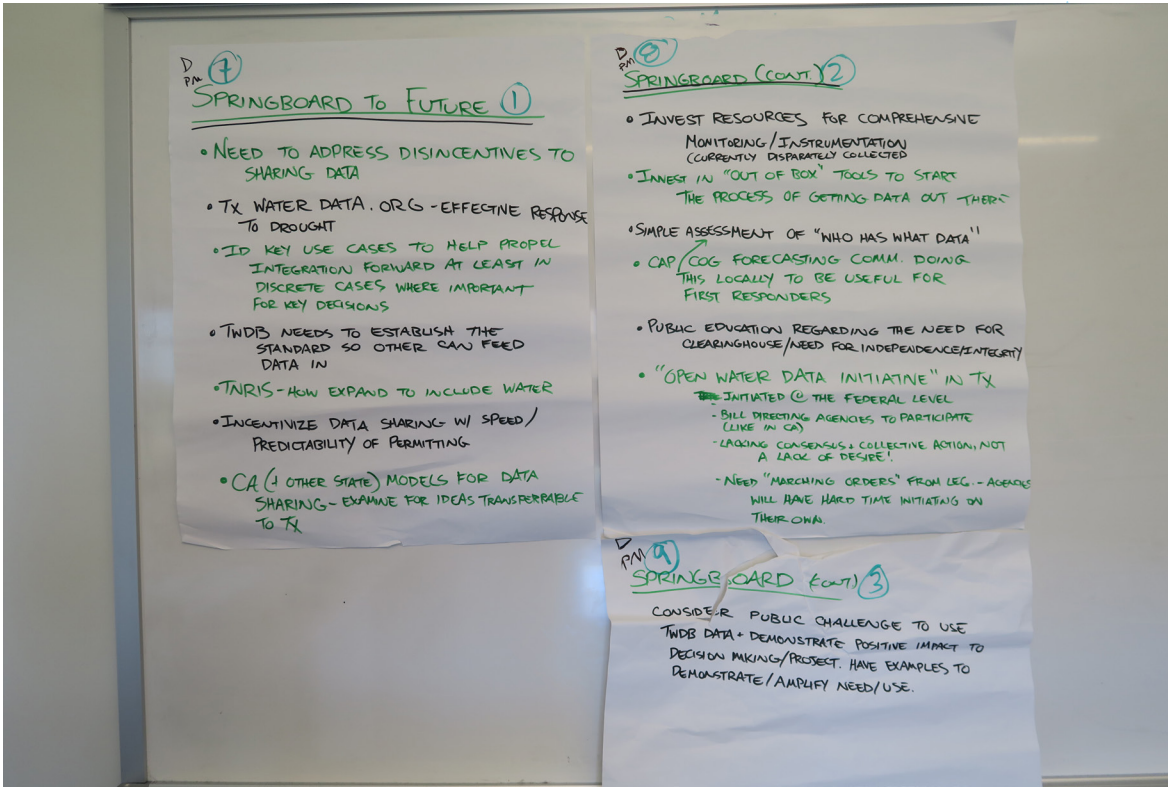 D
PM 7
SPRINGBOARD TO FUTURE 1
• NEED TO ADDRESS DISINCENTIVES TO
SHARING DATA
• TX WATER DATA.ORG - EFFECTIVE RESPONSE
TO DROUGHT
• ID KEY USE CASES TO HELP PROPEL
INTEGRATION FORWARD AT LEAST IN
DISCRETE CASES WHERE IMPORTANT
FOR KEY DECISIONS
• TWDB NEEDS TO ESTABLISH THE
STANDARD SO OTHER CAN FEED
DATA IN
• TNRIS - HOW EXPAND TO INCLUDE WATER
• INCENTIVIZE DATA SHARING W/ SPEED/
PREDICTABILITY OF PERMITTING
• CA (+ OTHER STATE) MODELS FOR DATA
SHARING - EXAMINE FOR IDEAS TRANSFERRABLE
TO TX
D
PM 8
SPRINGBOARD (CONT.) 2
• INVEST RESOURCES FOR COMPREHENSIVE
MONITORING/INSTRUMENTATION
(CURRENTLY DISPARATELY COLLECTED
• INVEST IN "OUT OF BOX" TOOLS TO START
THE PROCESS OF GETTING DATA OUT THERE
• SIMPLE ASSESSMENT OF "WHO HAS WHAT DATA"
• CAP/COG FORECASTING COMM. DOING
THIS LOCALLY TO BE USEFUL FOR
FIRST RESPONDERS
• PUBLIC EDUCATION REGARDING THE NEED FOR
CLEARINGHOUSE/NEED FOR INDEPENDENCE/INTEGRITY
• "OPEN WATER DATA INITIATIVE" IN TX
- INITIATED @ THE FEDERAL LEVEL
- BILL DIRECTING AGENCIES TO PARTICIPATE
(LIKE IN CA)
- LACKING CONSENSUS + COLLECTIVE ACTION, NOT
A LACK OF DESIRE!
- NEED "MARCHING ORDERS" FROM LEG. - AGENCIES
WILL HAVE HARD TIME INITIATING ON
THEIR OWN.
D
PM 9
SPRINGBOARD (CONT) 3
CONSIDER PUBLIC CHALLENGE TO USE
TWDB DATA + DEMONSTRATE POSITIVE IMPACT TO
DECISION MKING/PROJECT. HAVE EXAMPLES TO
DEMONSTRATE/AMPLIFY NEED/USE.